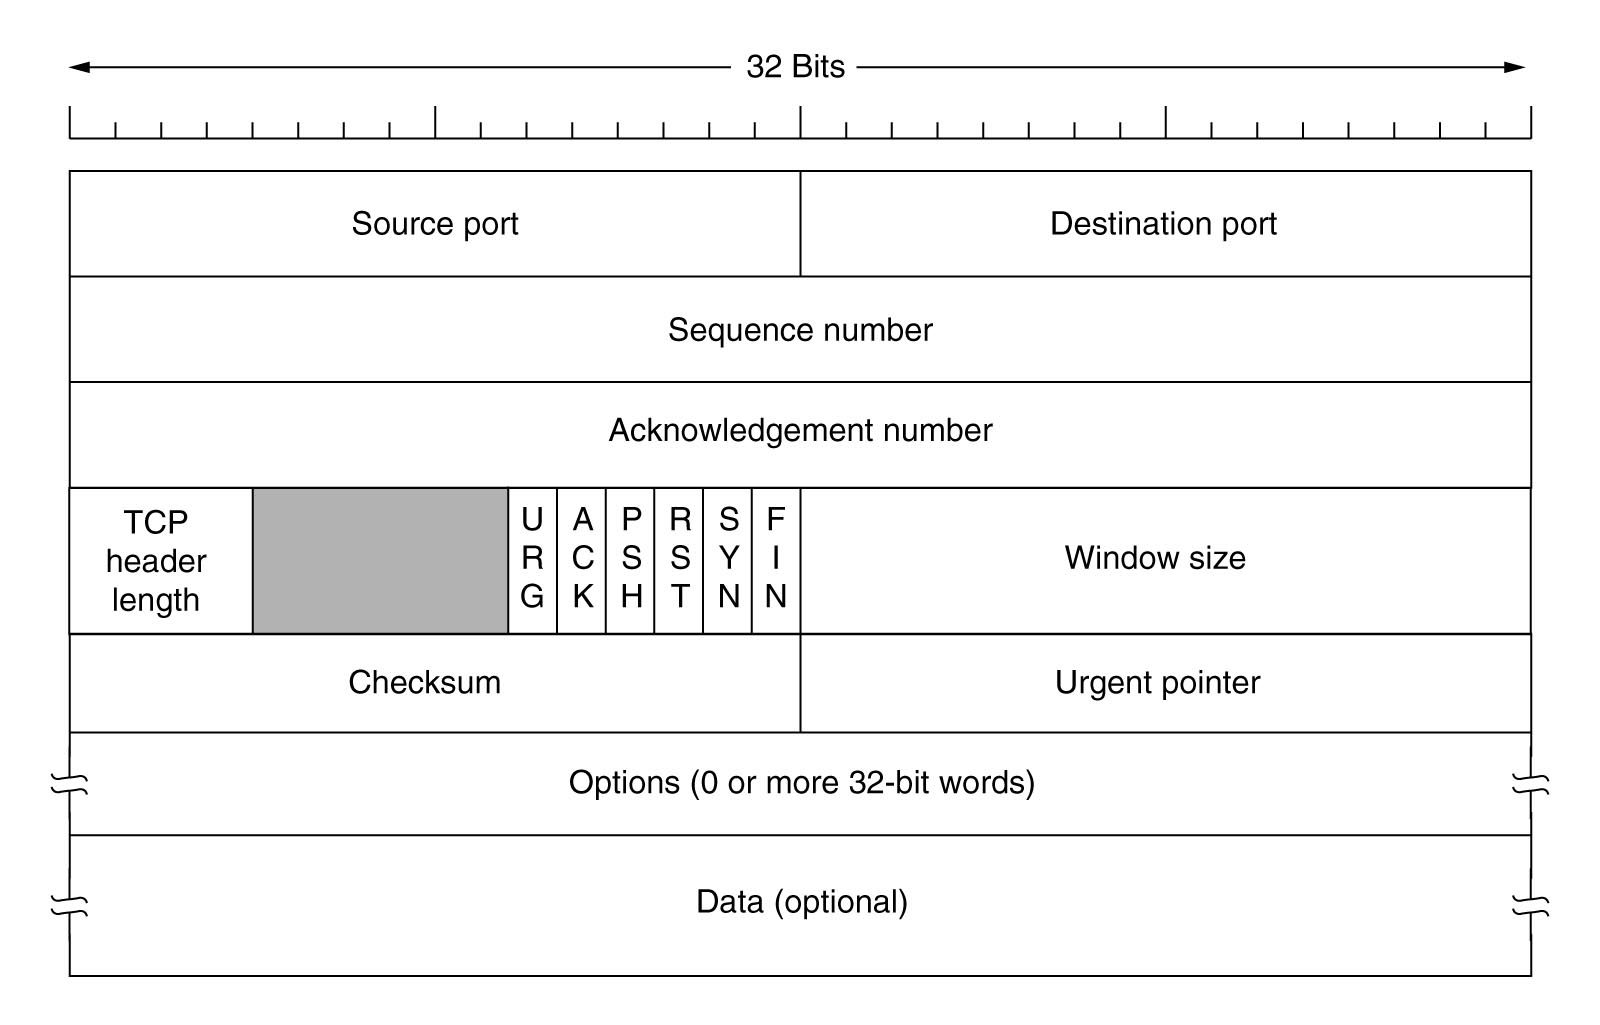 32 Bits
Source port
Destination port
Sequence number
Acknowledgement number
TCP
header
length
URG
ACK
PSH
RST
SYN
FIN
Window size
Checksum
Urgent pointer
Options (0 or more 32-bit words)
Data (optional)